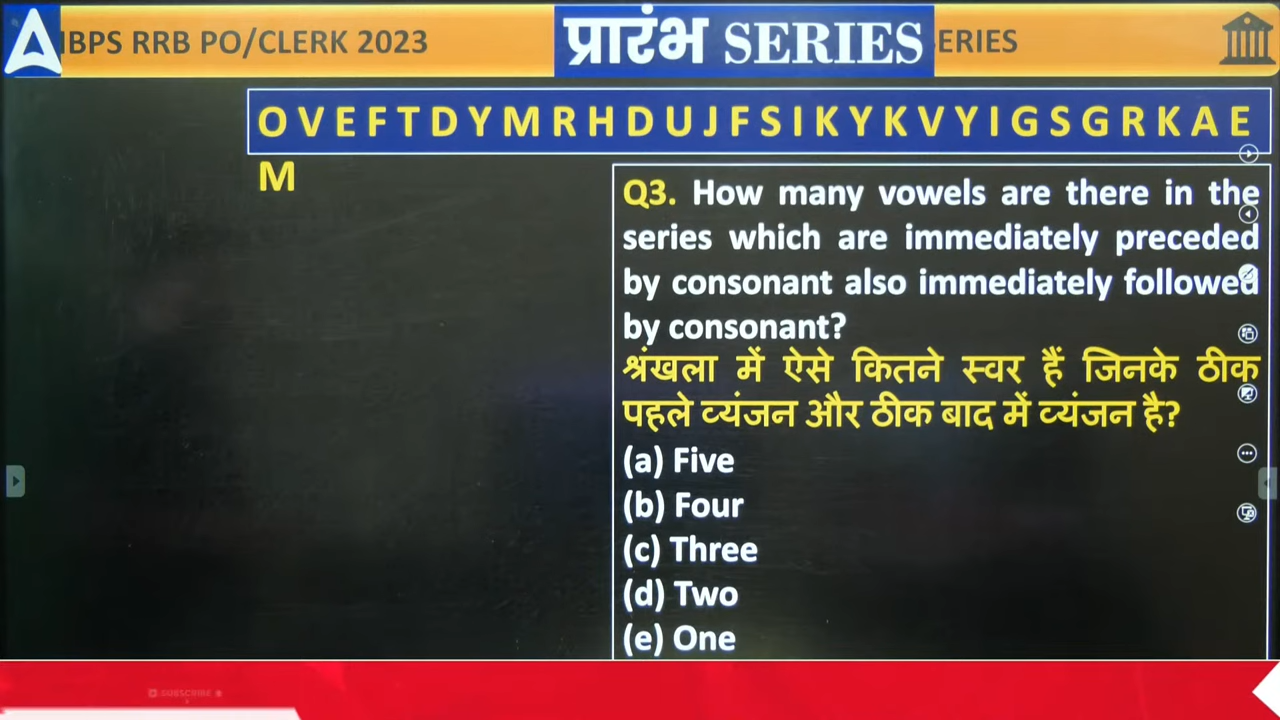 IBPS RRB PO/CLERK 2023
प्रारंभ SERIES
ERIES
O V E F T D Y M R H D U J F S I K Y K V Y I G S G R K A E
M
Q3. How many vowels are there in the
series which are immediately preceded
by consonant also immediately followed
by consonant?
श्रंखला में ऐसे कितने स्वर हैं जिनके ठीक
पहले व्यंजन और ठीक बाद में व्यंजन है?
(a) Five
(b) Four
(c) Three
(d) Two
(e) One
SUBSCRIBE